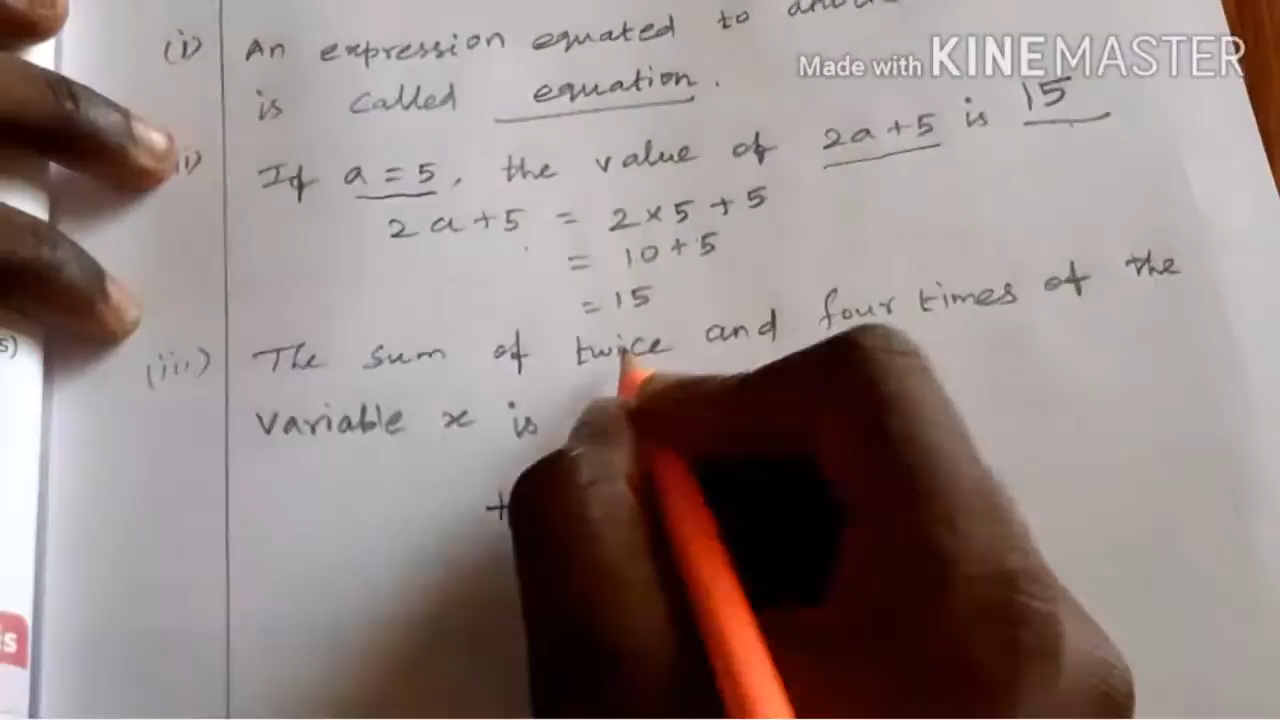 (i) An expression equated to
Made with KINEMASTER
is called equation.
If a = 5, the value of 2a+5 is 15
2a+5 = 2×5+5
= 10+5
= 15
(iii) The sum of twice and four times of the
variable x is
+